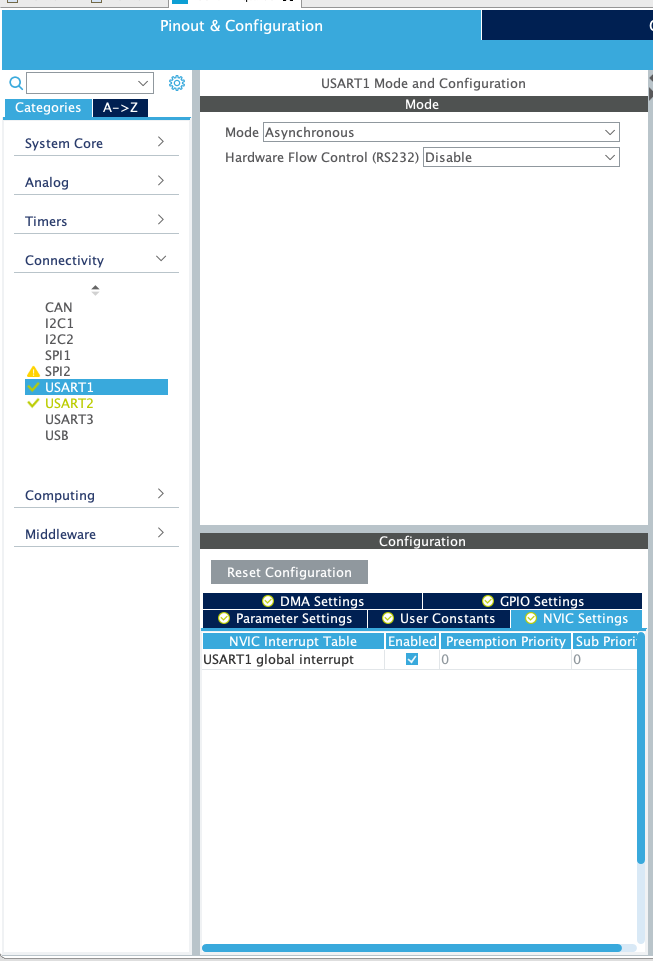 Pinout & Configuration
USART1 Mode and Configuration
Categories A->Z
Mode
System Core
Mode Asynchronous
Hardware Flow Control (RS232) Disable
Analog
Timers
Connectivity
CAN
I2C1
I2C2
SPI1
SPI2
USART1
USART2
USART3
USB
Computing
Middleware
Configuration
Reset Configuration
DMA Settings GPIO Settings
Parameter Settings User Constants NVIC Settings
NVIC Interrupt Table Enabled Preemption Priority Sub Priori
USART1 global interrupt 0 0